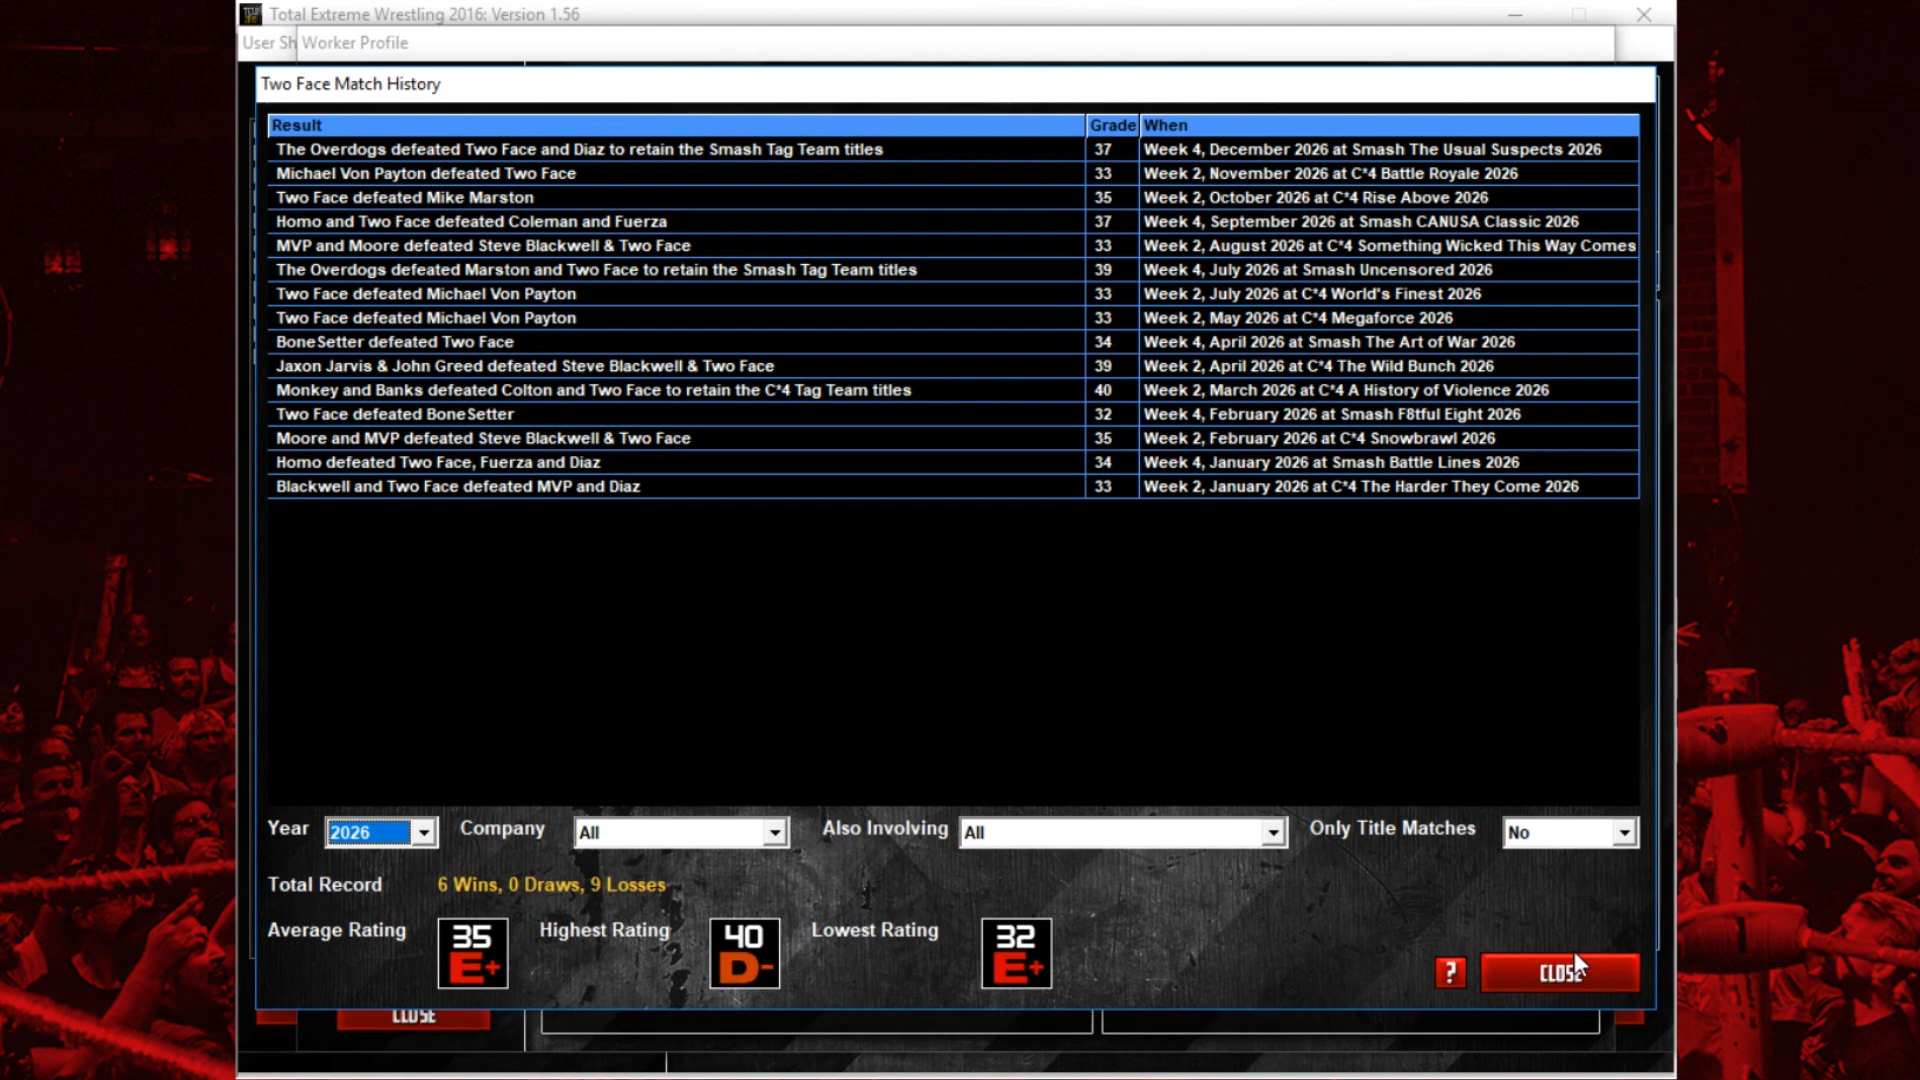 Total Extreme Wrestling 2016: Version 1.56
User Sh Worker Profile
Two Face Match History
Result Grade When
The Overdogs defeated Two Face and Diaz to retain the Smash Tag Team titles 37 Week 4, December 2026 at Smash The Usual Suspects 2026
Michael Von Payton defeated Two Face 33 Week 2, November 2026 at C*4 Battle Royale 2026
Two Face defeated Mike Marston 35 Week 2, October 2026 at C*4 Rise Above 2026
Homo and Two Face defeated Coleman and Fuerza 37 Week 4, September 2026 at Smash CANUSA Classic 2026
MVP and Moore defeated Steve Blackwell & Two Face 33 Week 2, August 2026 at C*4 Something Wicked This Way Comes
The Overdogs defeated Marston and Two Face to retain the Smash Tag Team titles 39 Week 4, July 2026 at Smash Uncensored 2026
Two Face defeated Michael Von Payton 33 Week 2, July 2026 at C*4 World's Finest 2026
Two Face defeated Michael Von Payton 33 Week 2, May 2026 at C*4 Megaforce 2026
BoneSetter defeated Two Face 34 Week 4, April 2026 at Smash The Art of War 2026
Jaxon Jarvis & John Greed defeated Steve Blackwell & Two Face 39 Week 2, April 2026 at C*4 The Wild Bunch 2026
Monkey and Banks defeated Colton and Two Face to retain the C*4 Tag Team titles 40 Week 2, March 2026 at C*4 A History of Violence 2026
Two Face defeated BoneSetter 32 Week 4, February 2026 at Smash F8tful Eight 2026
Moore and MVP defeated Steve Blackwell & Two Face 35 Week 2, February 2026 at C*4 Snowbrawl 2026
Homo defeated Two Face, Fuerza and Diaz 34 Week 4, January 2026 at Smash Battle Lines 2026
Blackwell and Two Face defeated MVP and Diaz 33 Week 2, January 2026 at C*4 The Harder They Come 2026
Year 2026 Company All Also Involving All Only Title Matches No
Total Record 6 Wins, 0 Draws, 9 Losses
Average Rating 35 E+ Highest Rating 40 D- Lowest Rating 32 E+
? CLOSE
CLOSE